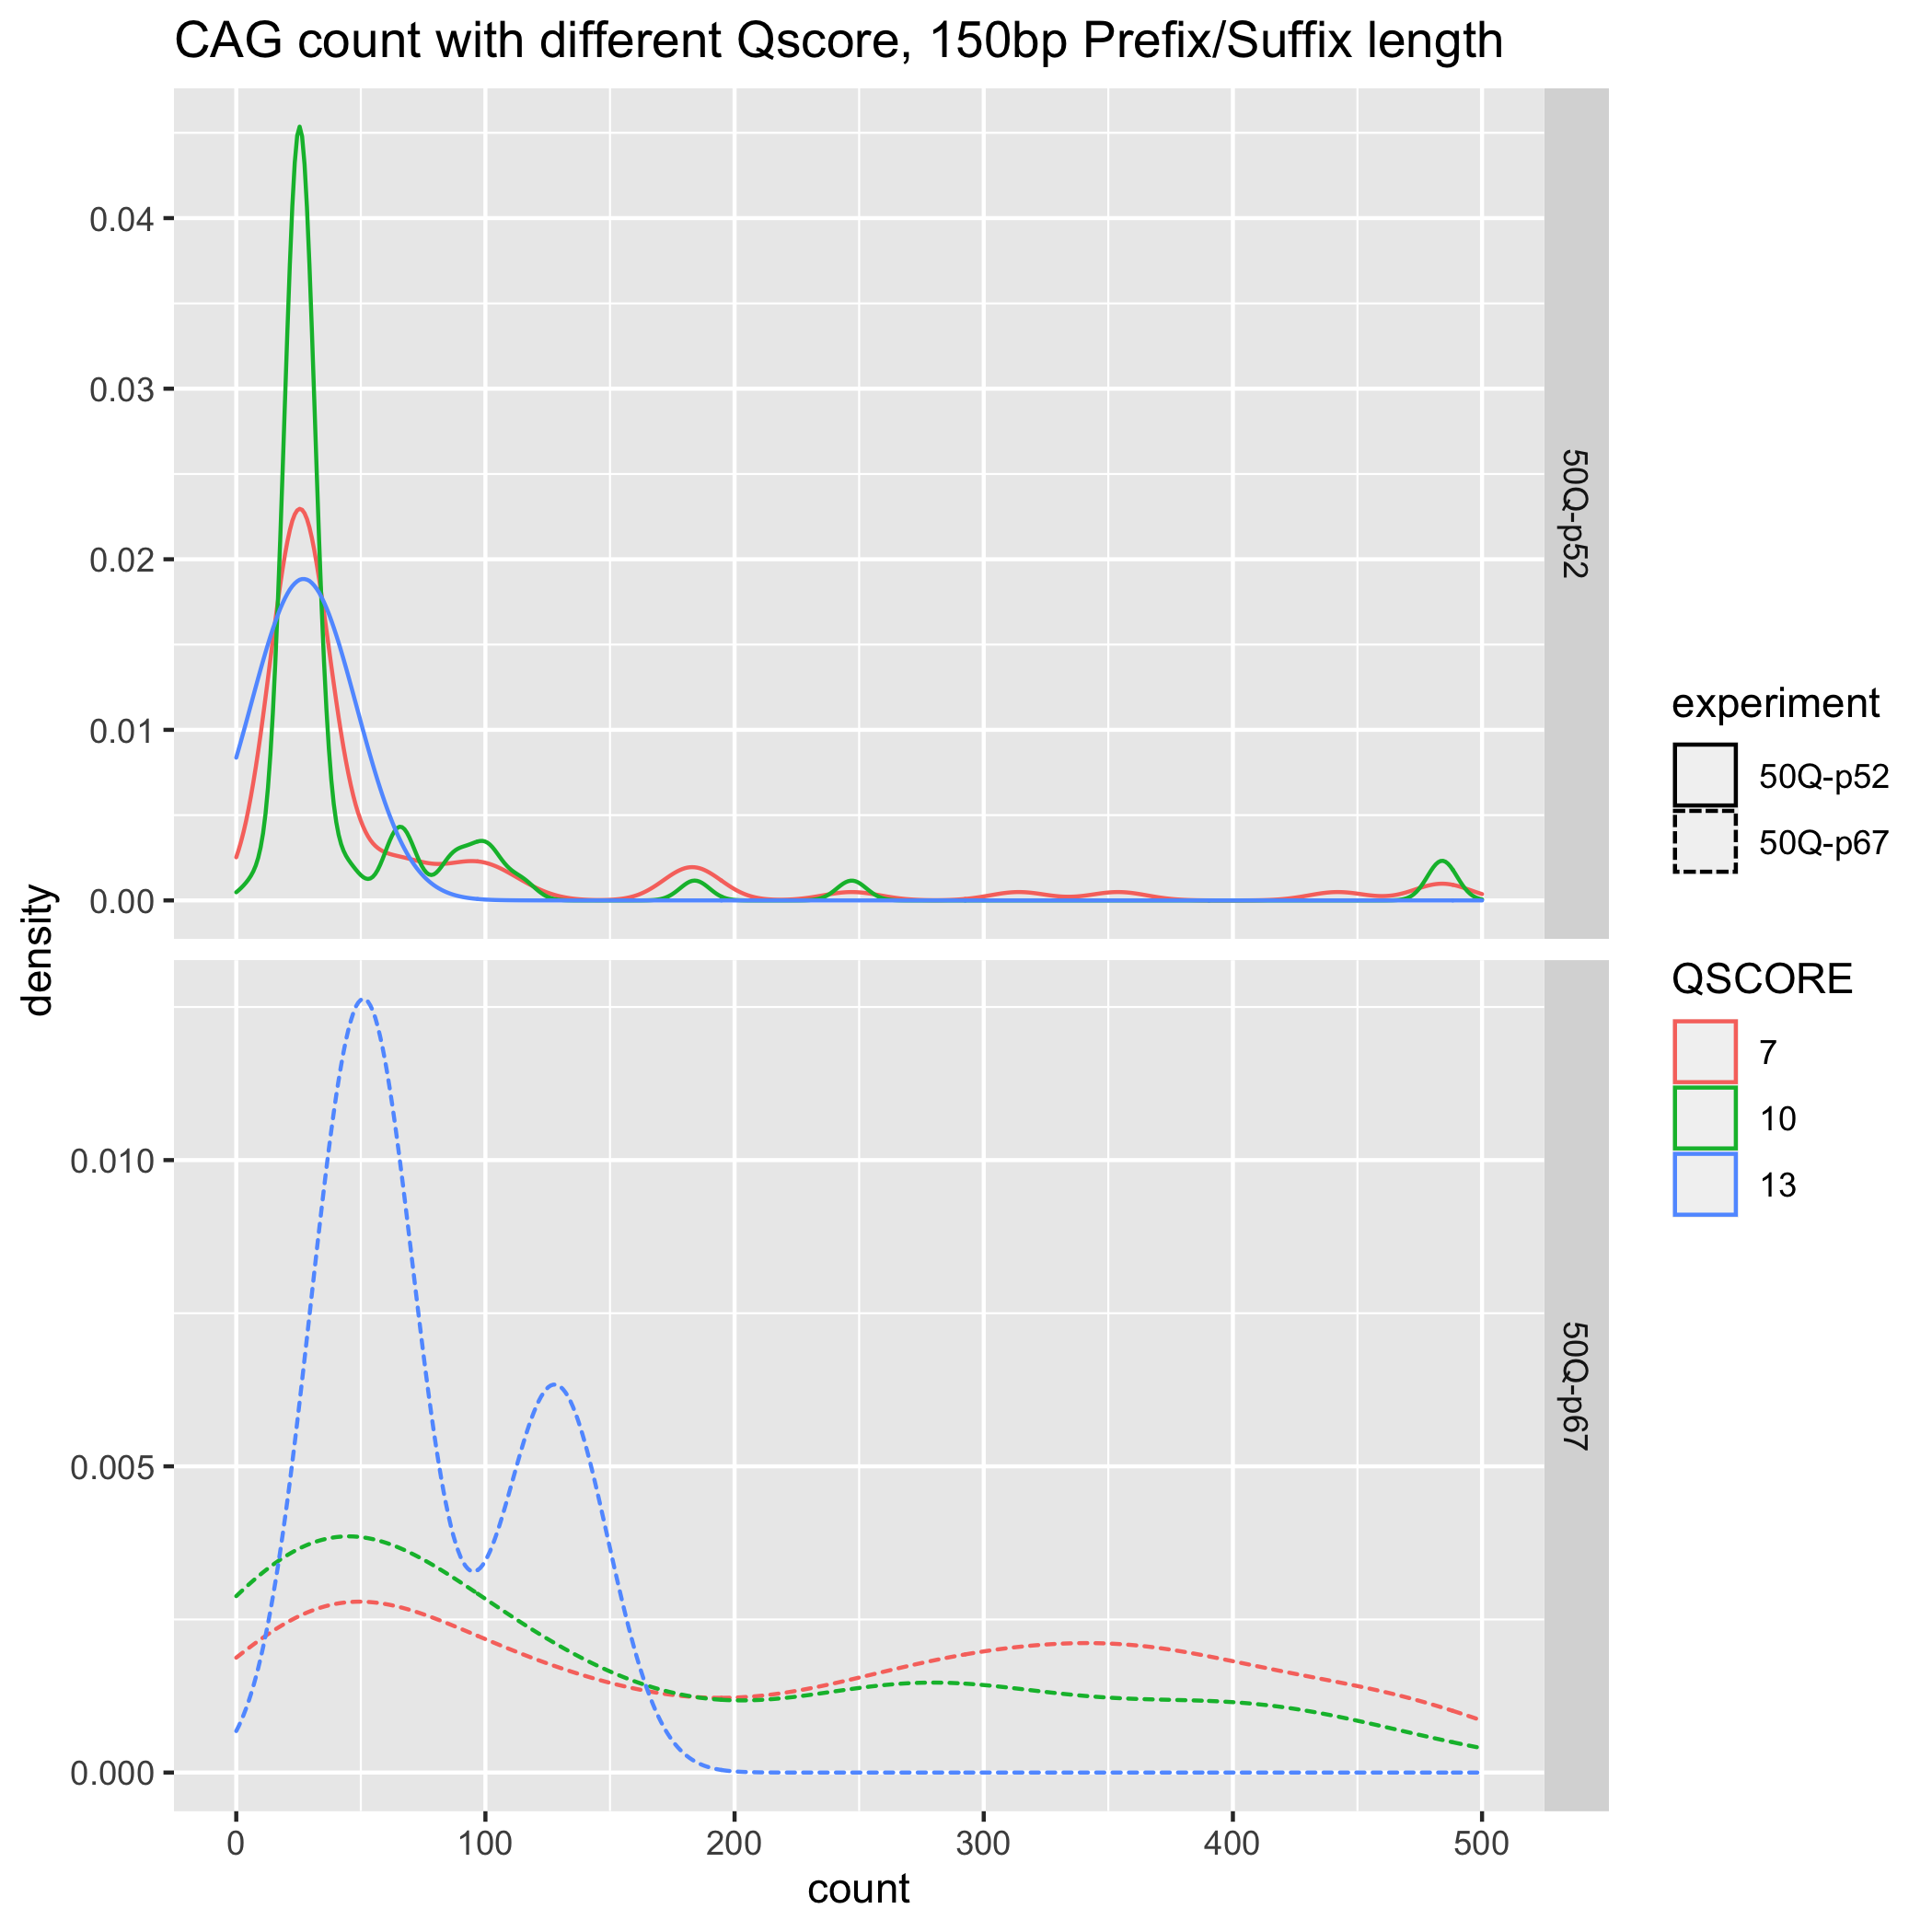 CAG count with different Qscore, 150bp Prefix/Suffix length
density
0.04
0.03
0.02
0.01
0.00
50Q-p52
0.010
0.005
0.000
50Q-p67
0 100 200 300 400 500
count
experiment
50Q-p52
50Q-p67
QSCORE
7
10
13